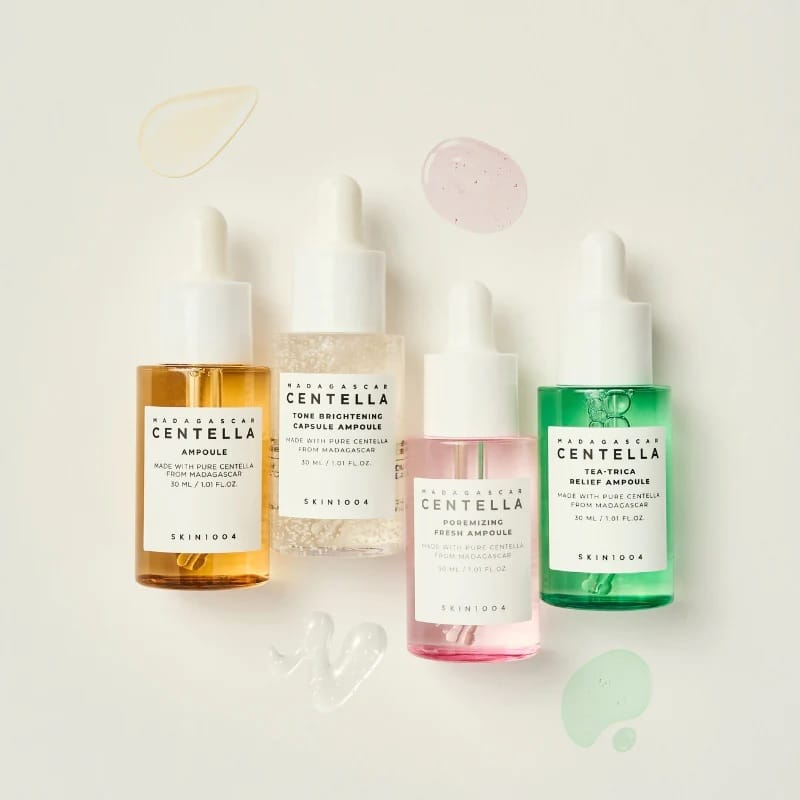 MADAGASCAR
CENTELLA
AMPOULE
MADE WITH PURE CENTELLA
FROM MADAGASCAR
30 ML / 1.01 FL.OZ.
SKIN1004
MADAGASCAR
CENTELLA
TONE BRIGHTENING
CAPSULE AMPOULE
MADE WITH PURE CENTELLA
FROM MADAGASCAR
30 ML / 1.01 FL.OZ.
SKIN1004
MADAGASCAR
CENTELLA
POREMIZING
FRESH AMPOULE
MADE WITH PURE CENTELLA
FROM MADAGASCAR
30 ML / 1.01 FL.OZ.
SKIN1004
MADAGASCAR
CENTELLA
TEA-TRICA
RELIEF AMPOULE
MADE WITH PURE CENTELLA
FROM MADAGASCAR
30 ML / 1.01 FL.OZ.
SKIN1004